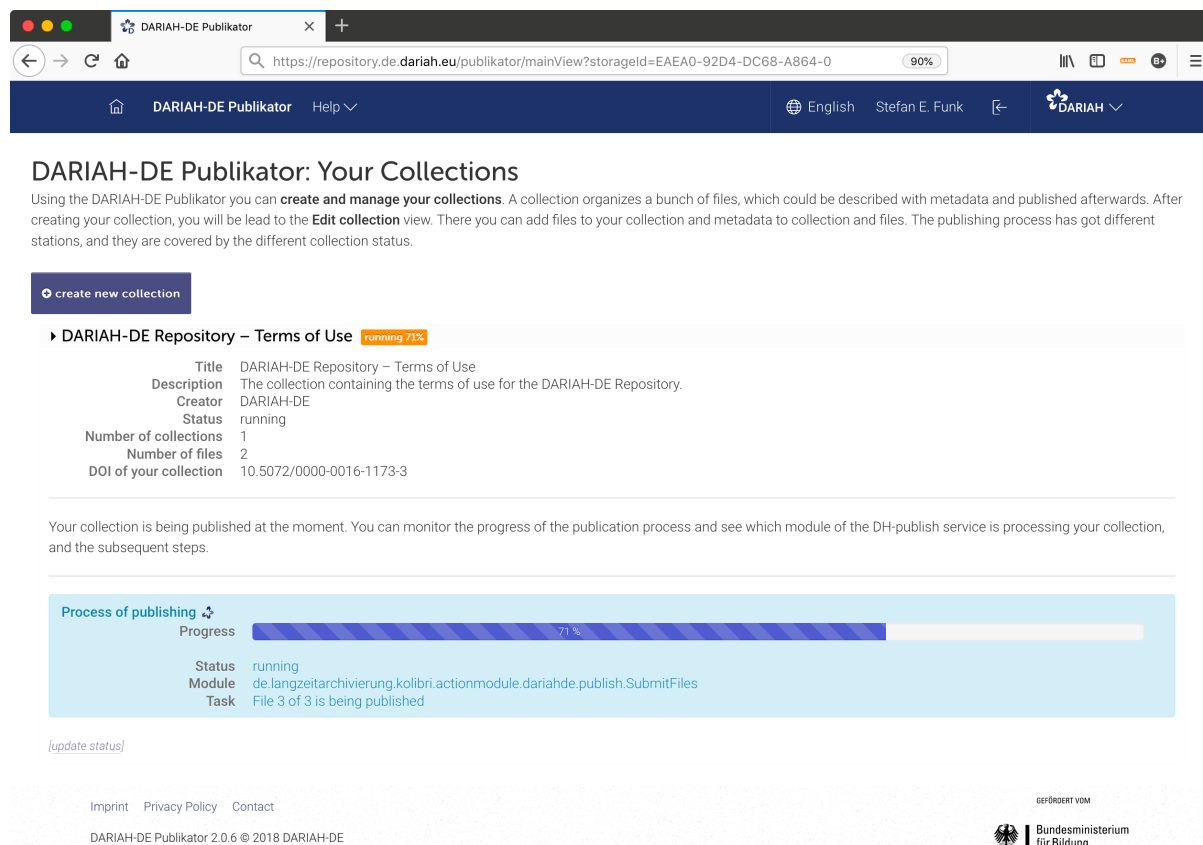 DARIAH-DE Publikator
https://repository.de.dariah.eu/publikator/mainView?storageId=EAEA0-92D4-DC68-A864-0 90%
DARIAH-DE Publikator Help English Stefan E. Funk DARIAH
DARIAH-DE Publikator: Your Collections
Using the DARIAH-DE Publikator you can create and manage your collections. A collection organizes a bunch of files, which could be described with metadata and published afterwards. After
creating your collection, you will be lead to the Edit collection view. There you can add files to your collection and metadata to collection and files. The publishing process has got different
stations, and they are covered by the different collection status.
create new collection
DARIAH-DE Repository – Terms of Use running 71%
Title DARIAH-DE Repository – Terms of Use
Description The collection containing the terms of use for the DARIAH-DE Repository.
Creator DARIAH-DE
Status running
Number of collections 1
Number of files 2
DOI of your collection 10.5072/0000-0016-1173-3
Your collection is being published at the moment. You can monitor the progress of the publication process and see which module of the DH-publish service is processing your collection,
and the subsequent steps.
Process of publishing
Progress 71 %
Status running
Module de.langzeitarchivierung.kolibri.actionmodule.dariahde.publish.SubmitFiles
Task File 3 of 3 is being published
[update status]
Imprint Privacy Policy Contact
GEFÖRDERT VOM
DARIAH-DE Publikator 2.0.6 © 2018 DARIAH-DE
Bundesministerium
für Bildung